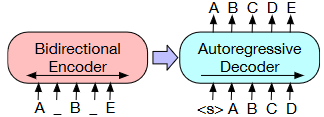 A B C D E
Bidirectional
Encoder
Autoregressive
Decoder
A _ B _ E
<s> A B C D